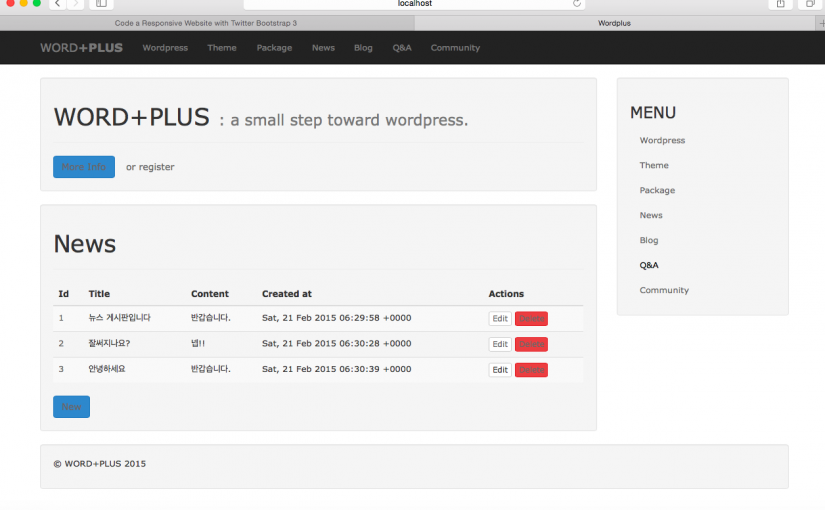 localhost
Code a Responsive Website with Twitter Bootstrap 3
Wordplus
WORD+PLUS Wordpress Theme Package News Blog Q&A Community
WORD+PLUS : a small step toward wordpress.
More Info or register
News
Id Title Content Created at Actions
1 뉴스 게시판입니다 반갑습니다. Sat, 21 Feb 2015 06:29:58 +0000 Edit Delete
2 잘써지나요? 넵!! Sat, 21 Feb 2015 06:30:28 +0000 Edit Delete
3 안녕하세요 반갑습니다. Sat, 21 Feb 2015 06:30:39 +0000 Edit Delete
New
MENU
Wordpress
Theme
Package
News
Blog
Q&A
Community
© WORD+PLUS 2015